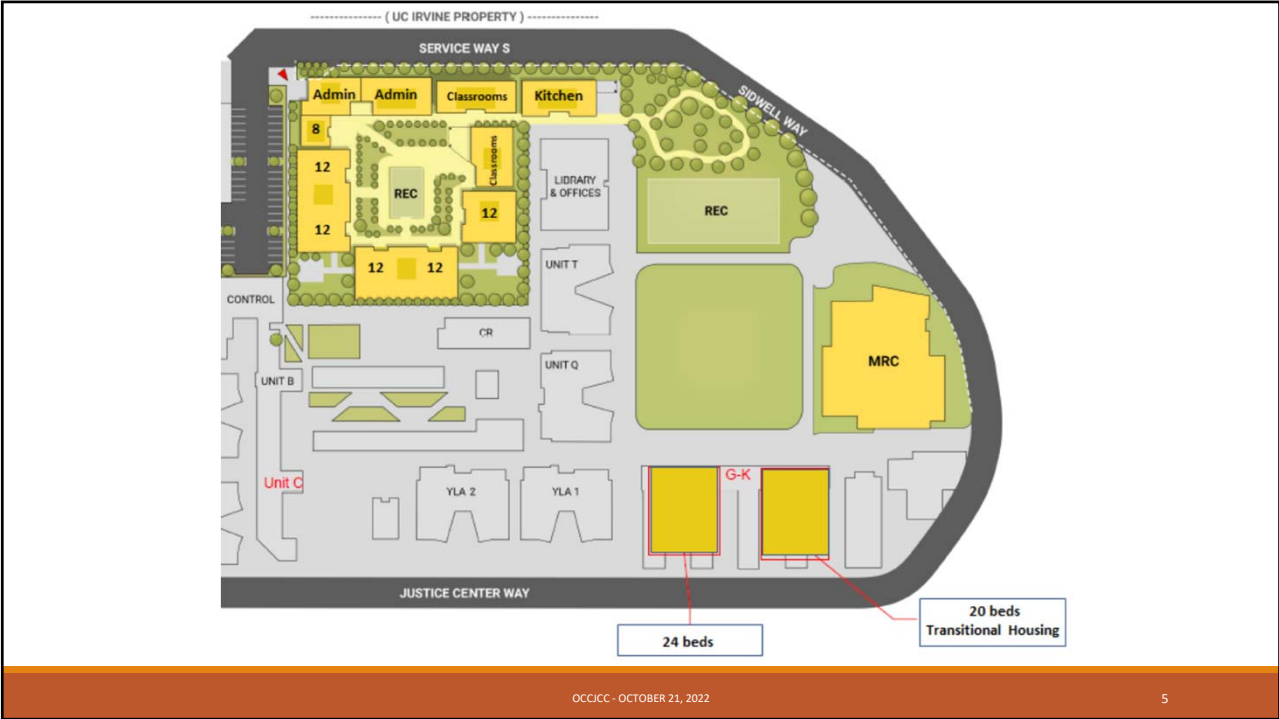 --------------- ( UC IRVINE PROPERTY ) ---------------
SERVICE WAY S
SIDWELL WAY
Admin
Admin
Classrooms
Kitchen
8
12
12
REC
Classrooms
12
12
12
LIBRARY
& OFFICES
REC
UNIT T
CONTROL
CR
UNIT Q
MRC
UNIT B
Unit C
YLA 2
YLA 1
G-K
JUSTICE CENTER WAY
24 beds
20 beds
Transitional Housing
OCCJCC - OCTOBER 21, 2022
5